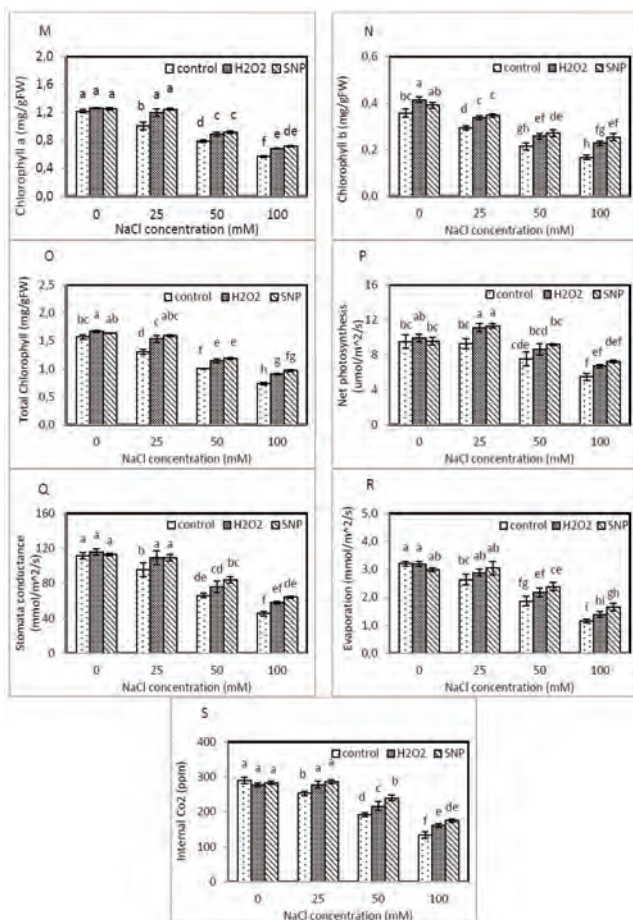 M
2,0
control H2O2 SNP
1,6
a a a
a a
1,2
b
d c c
0,8
f e de
0,4
0,0
Chlorophyll a (mg/gFW)
0 25 50 100
NaCl concentration (mM)
N
0,6
control H2O2 SNP
bc a ab
0,4
d c c
gh ef de
0,2
h fg ef
0,0
Chlorophyll b (mg/gFW)
0 25 50 100
NaCl concentration (mM)
O
2,5
control H2O2 SNP
2,0
bc a ab
d c abc
1,5
f e e
1,0
h g fg
0,5
0,0
Total Chlorophyll (mg/gFW)
0 25 50 100
NaCl concentration (mM)
P
16
control H2O2 SNP
12
bc ab bc
bc a a
8
cde bcd bc
f ef def
4
0
Net photosynthesis
(umol/m^2/s)
0 25 50 100
NaCl concentration (mM)
Q
160
control H2O2 SNP
120
a a a
b a a
80
de cd bc
f ef de
40
0
Stomata conductance
(mmol/m^2/s)
0 25 50 100
NaCl concentration (mM)
R
5,0
control H2O2 SNP
4,0
a a ab
bc ab ab
3,0
fg ef ce
2,0
i hi gh
1,0
0,0
Evaporation (mmol/m^2/s)
0 25 50 100
NaCl concentration (mM)
S
400
control H2O2 SNP
300
a a a
b a a
200
d c b
f e de
100
0
Internal Co2 (ppm)
0 25 50 100
NaCl concentration (mM)